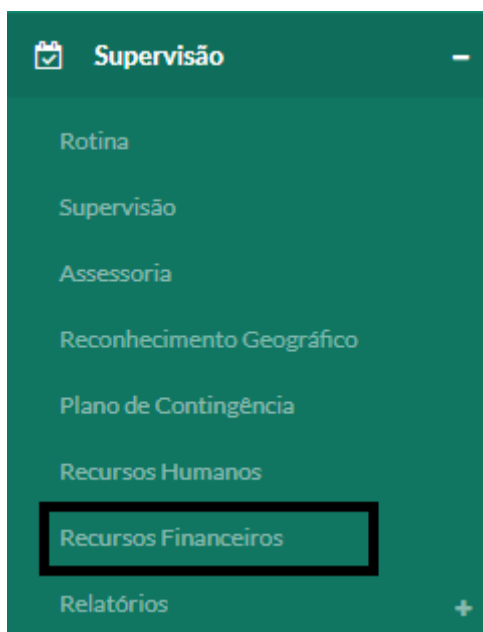 Supervisão
Rotina
Supervisão
Assessoria
Reconhecimento Geográfico
Plano de Contingência
Recursos Humanos
Recursos Financeiros
Relatórios